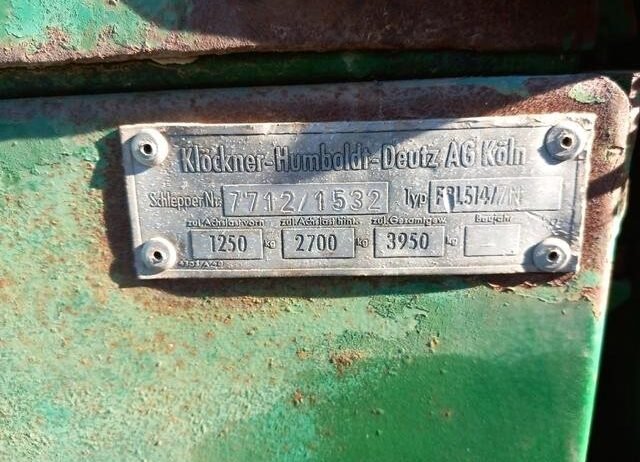 Klöckner-Humboldt-Deutz AG Köln
Schlepper Nr. 7712/1532 Typ
zul. Achslast vorn zul. Achslast hint. zul. Gesamtgew. Baujahr
1250 kg 2700 kg 3950 kg